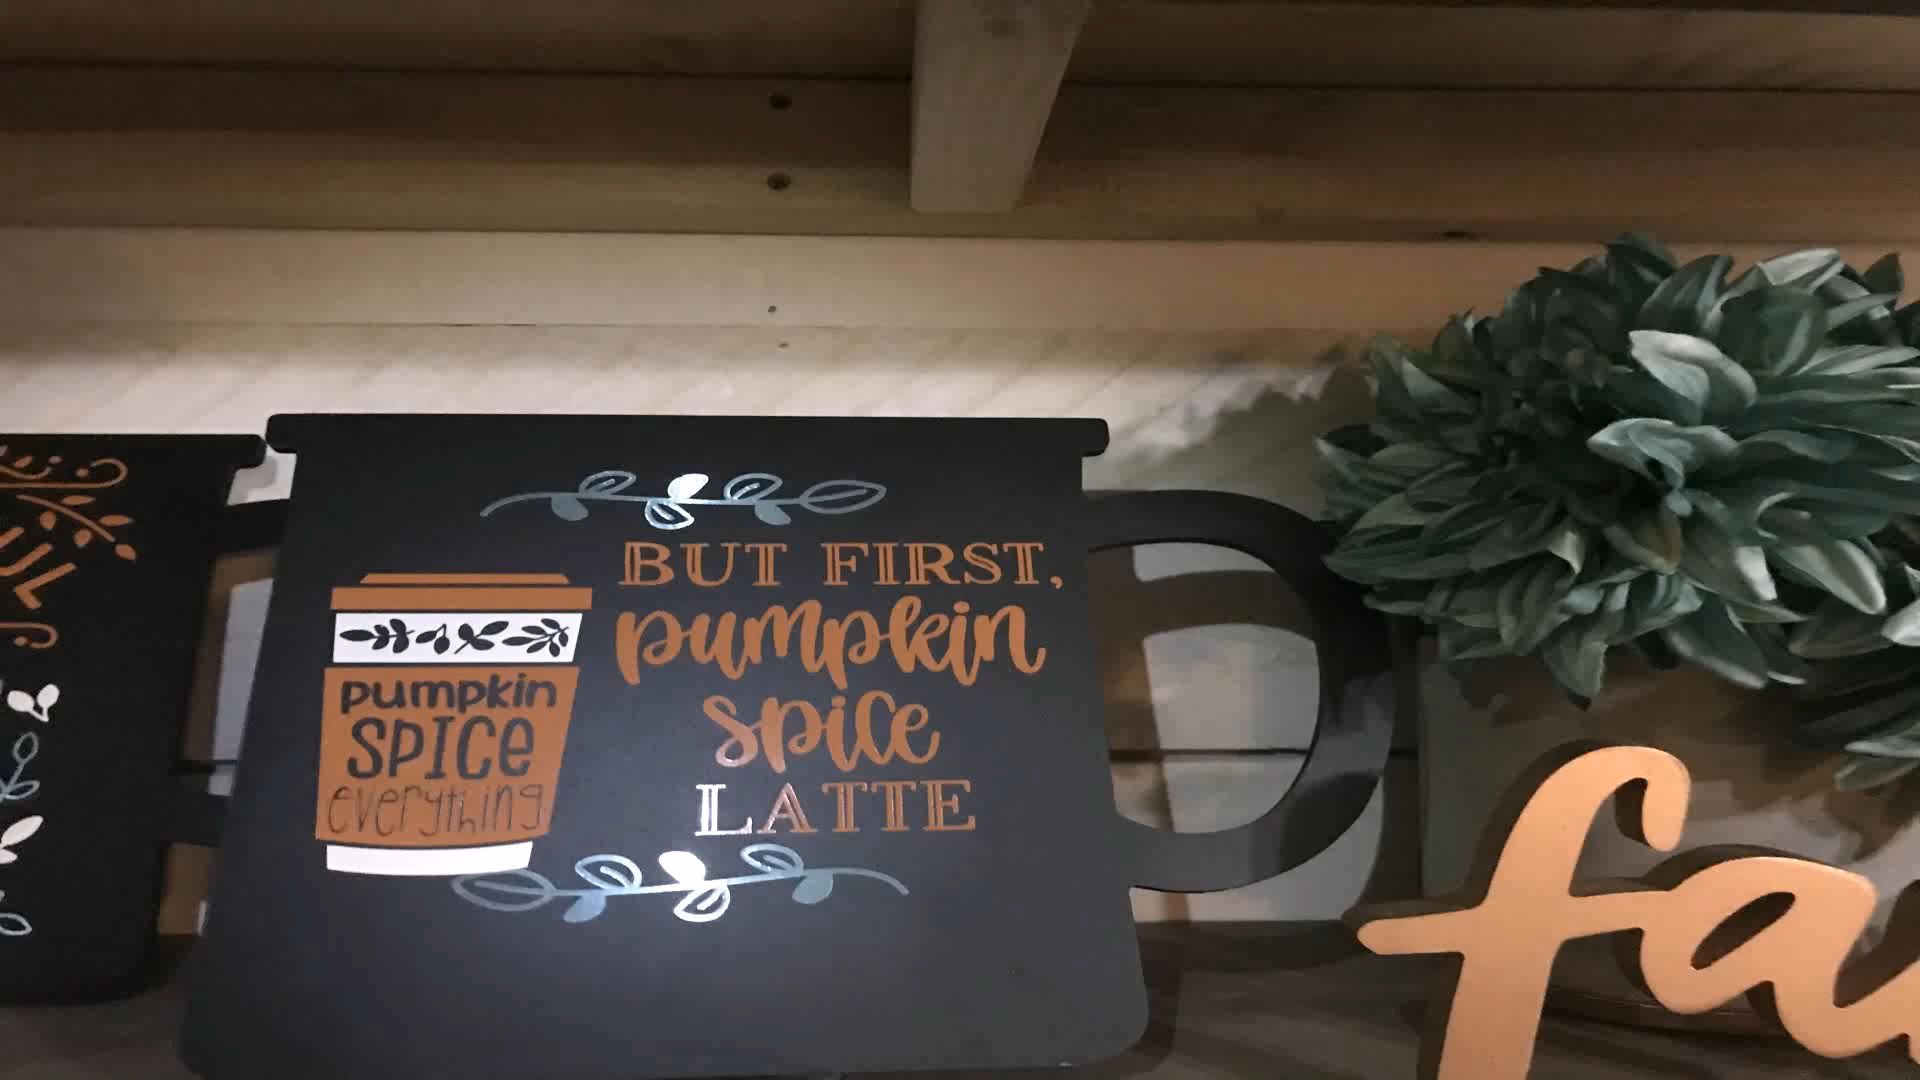 BUT FIRST,
pumpkin
spice
LATTE
pumpkin
SPICE
everything
fa